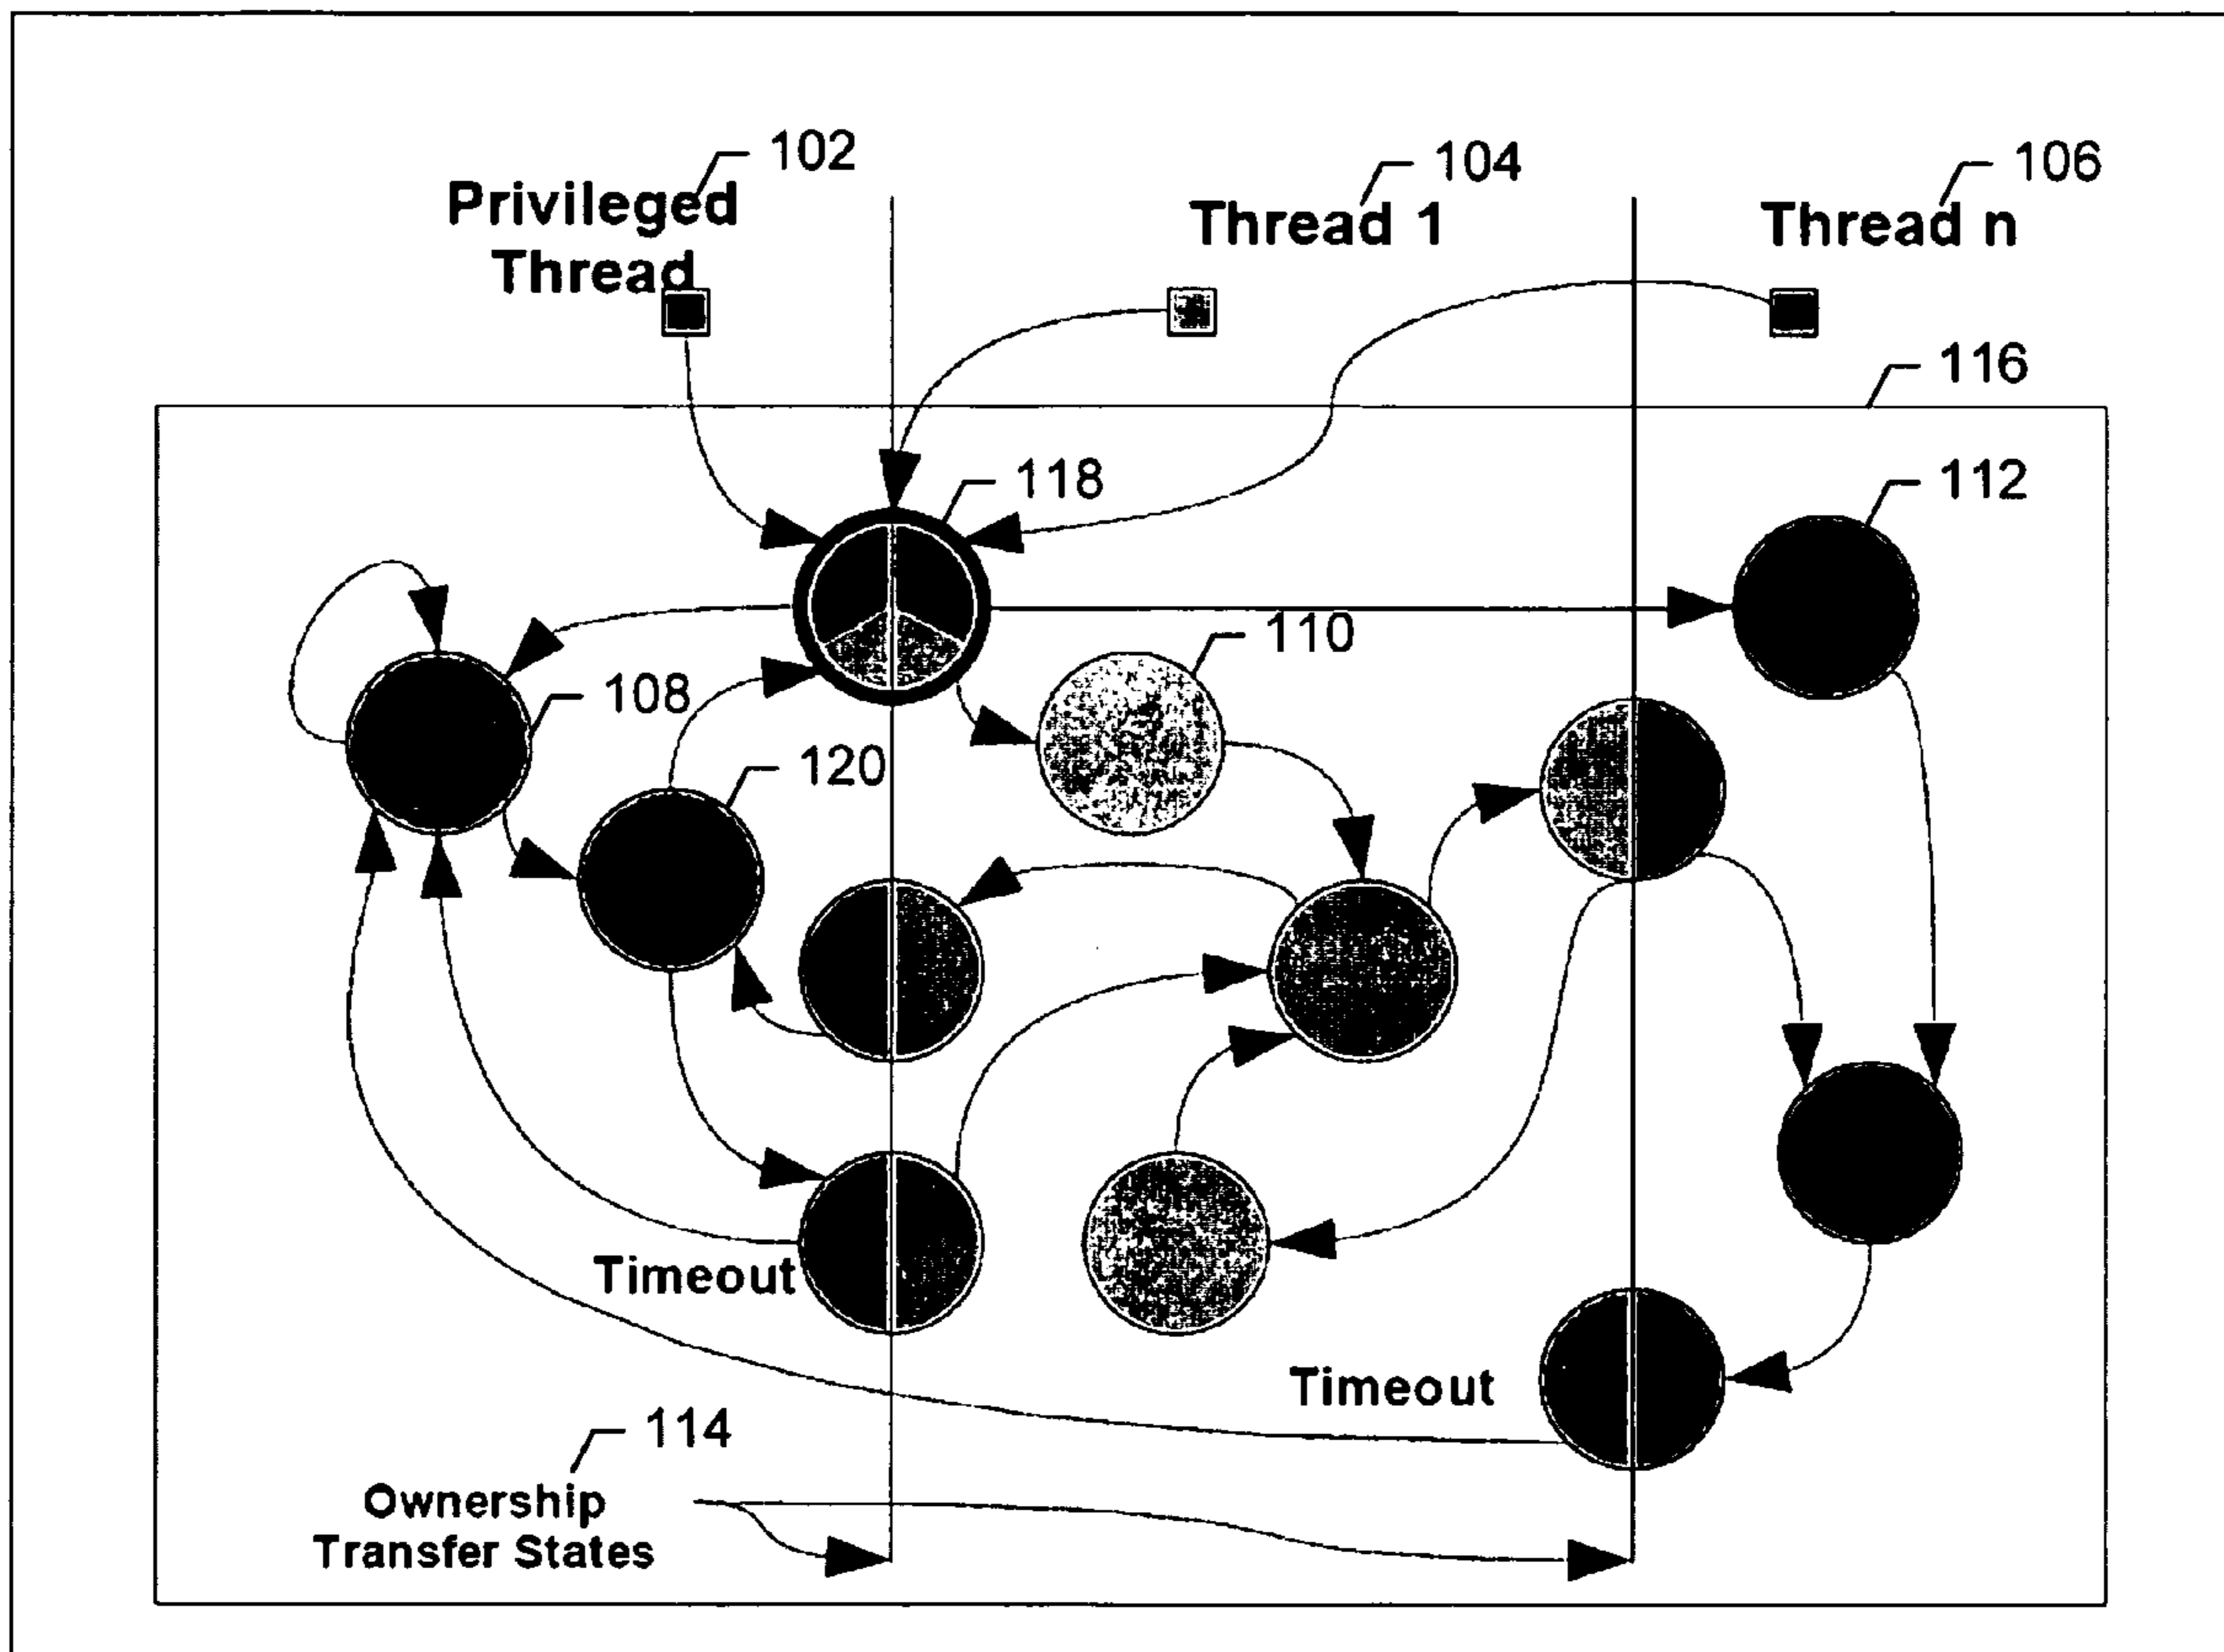 102
Privileged
Thread
104
Thread 1
106
Thread n
116
118
112
110
108
120
Timeout
Timeout
114
Ownership
Transfer States